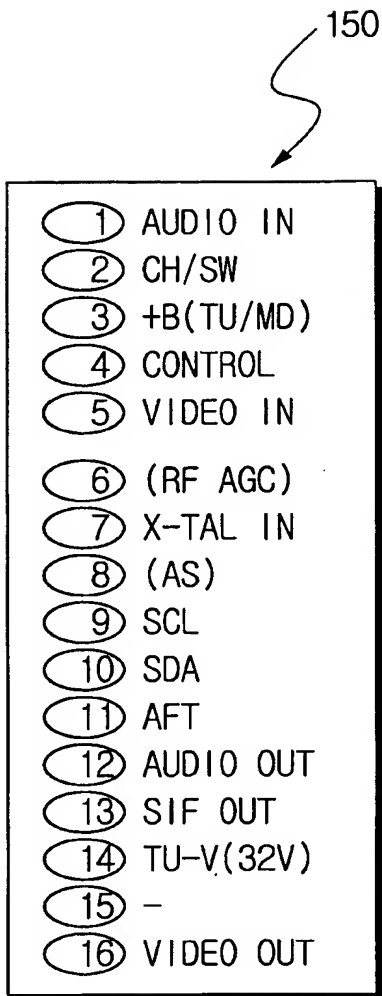 150
1 AUDIO IN
2 CH/SW
3 +B(TU/MD)
4 CONTROL
5 VIDEO IN
6 (RF AGC)
7 X-TAL IN
8 (AS)
9 SCL
10 SDA
11 AFT
12 AUDIO OUT
13 SIF OUT
14 TU-V(32V)
15 -
16 VIDEO OUT